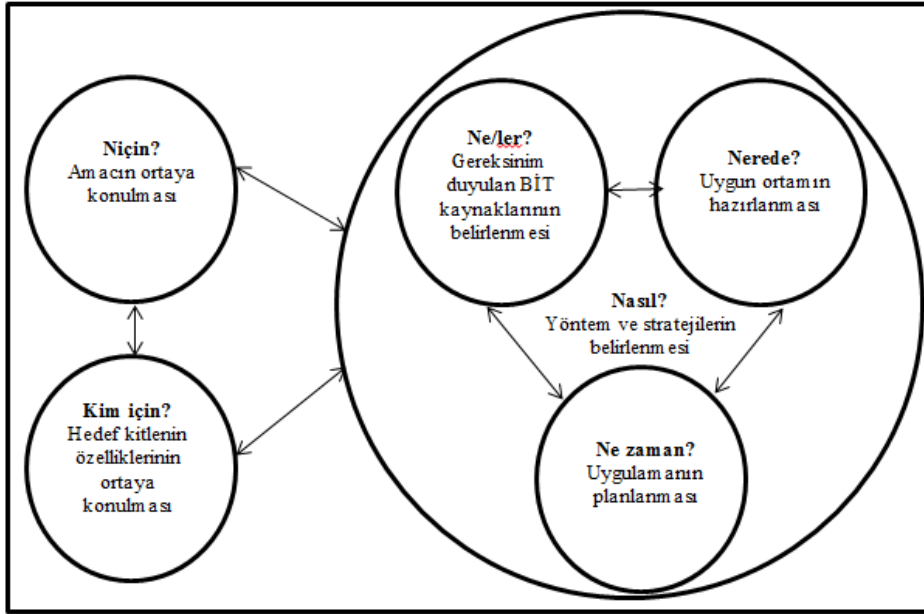 Niçin?
Amacın ortaya
konulması
Ne/ler?
Gereksinim
duyulan BİT
kaynaklarının
belirlenmesi
Nerede?
Uygun ortamın
hazırlanması
Nasıl?
Yöntem ve stratejilerin
belirlenmesi
Kim için?
Hedef kitlenin
özelliklerinin
ortaya
konulması
Ne zaman?
Uygulamanın
planlanması